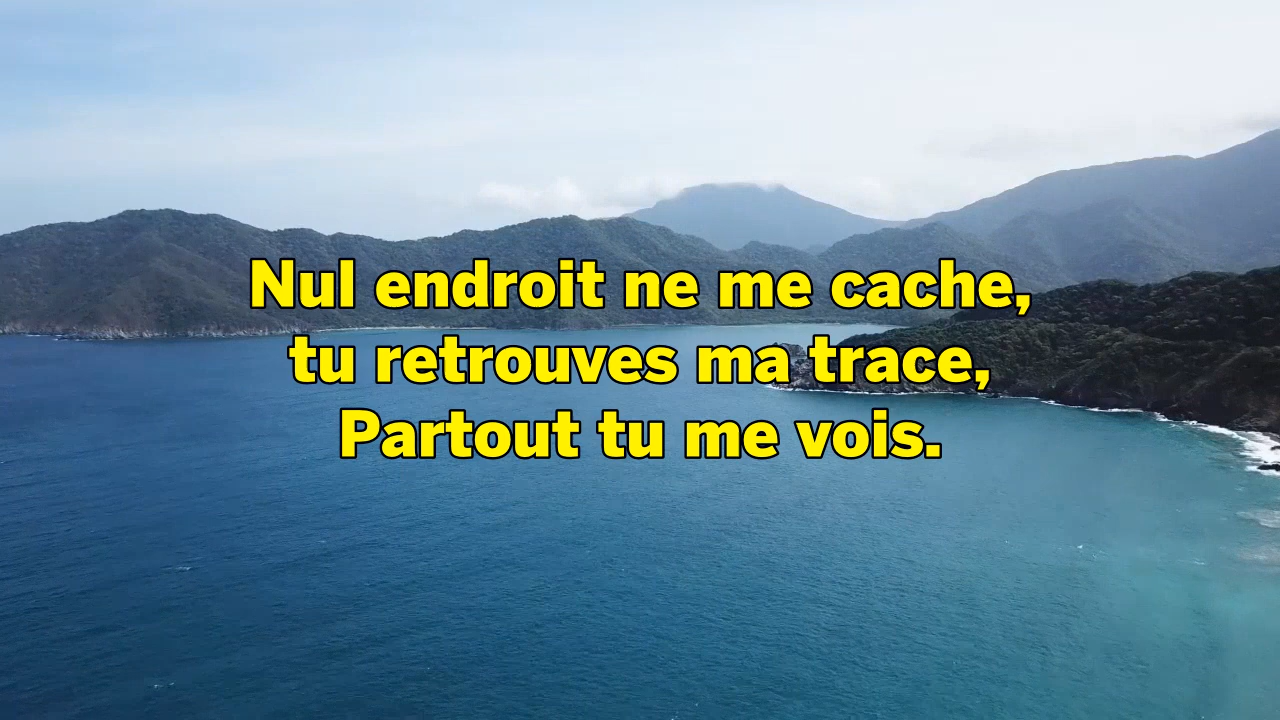 Nul endroit ne me cache,
tu retrouves ma trace,
Partout tu me vois.